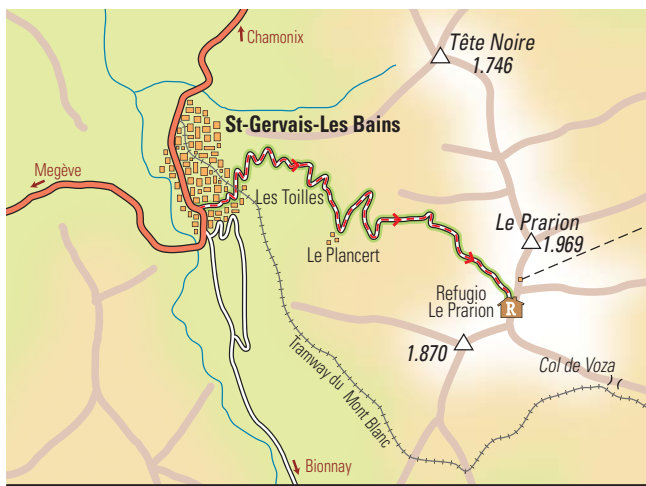 Chamonix
Tête Noire
1.746
St-Gervais-Les Bains
Megève
Les Toilles
Le Plancert
Le Prarion
1.969
Refugio
Le Prarion
R
1.870
Col de Voza
Tramway du Mont Blanc
Bionnay